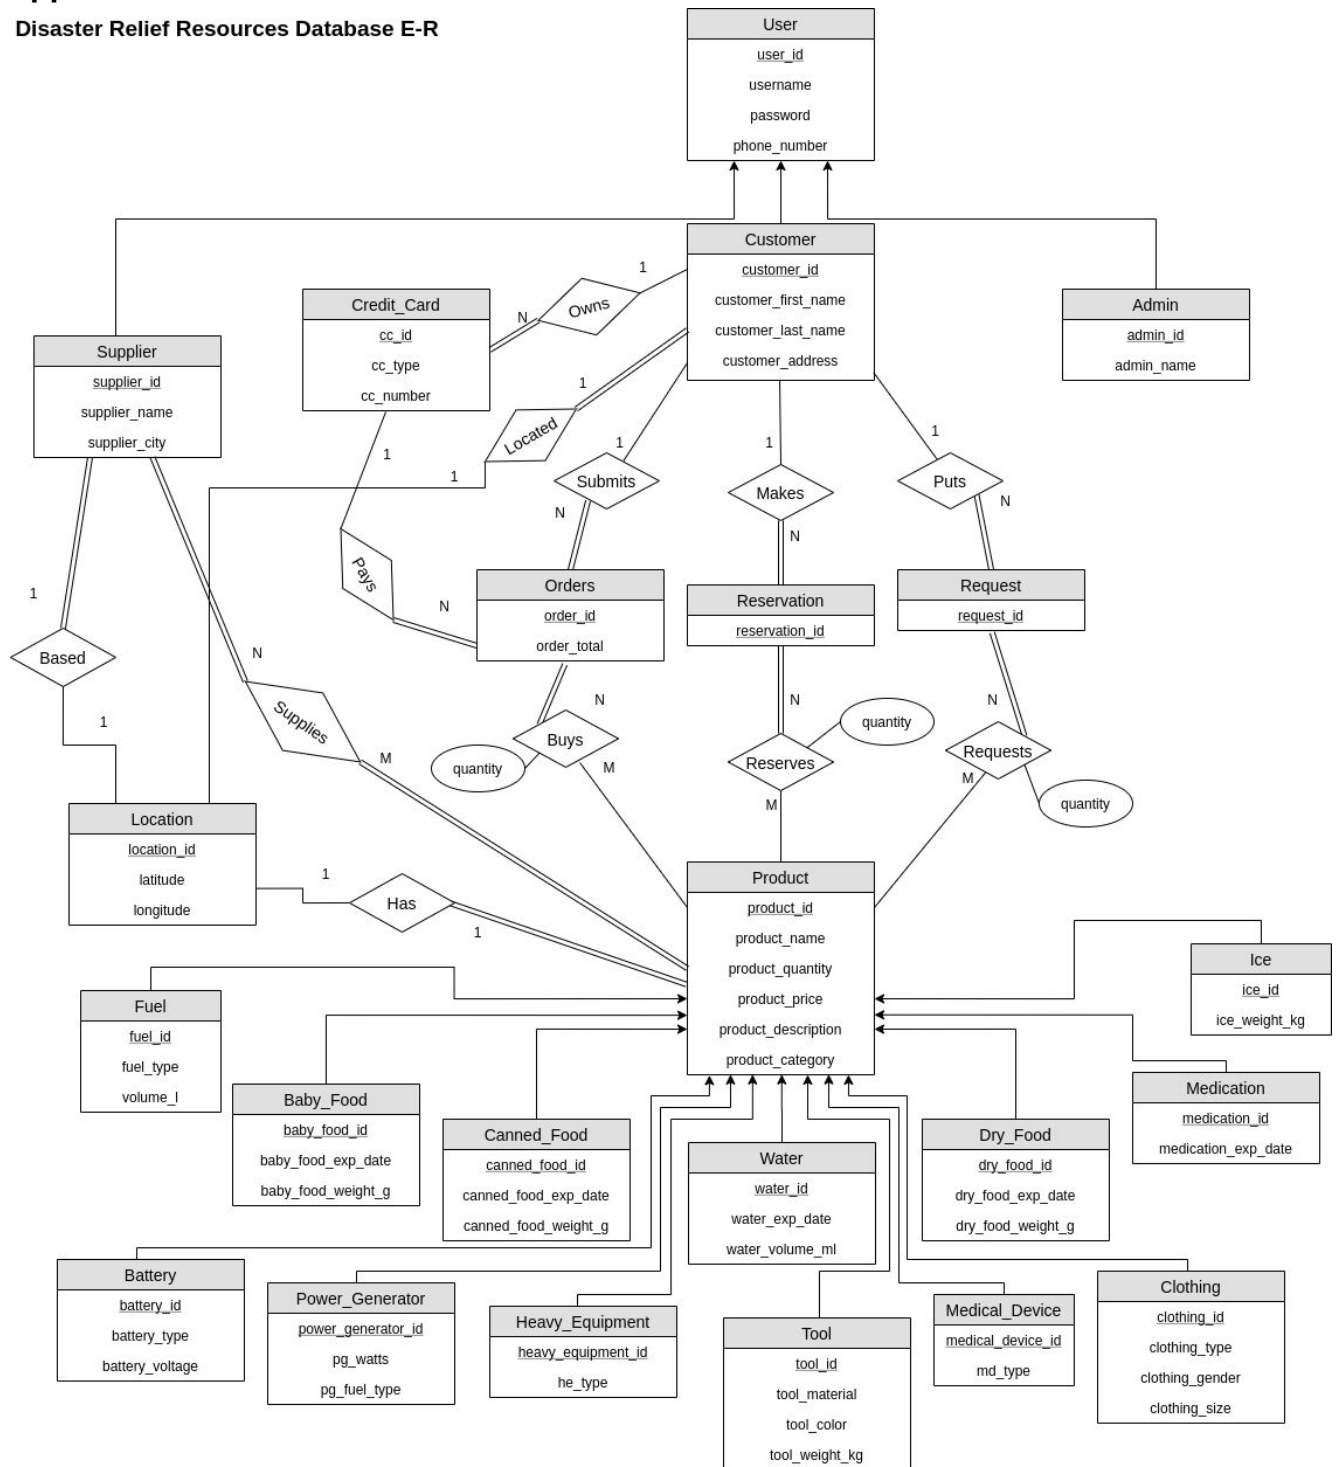 Disaster Relief Resources Database E-R
User
user_id
username
password
phone_number
Customer
customer_id
customer_first_name
customer_last_name
customer_address
Admin
admin_id
admin_name
Credit_Card
cc_id
cc_type
cc_number
Supplier
supplier_id
supplier_name
supplier_city
1
Owns
N
1
Located
1
1
1
Submits
N
1
Makes
N
1
Puts
N
Pays
N
Orders
order_id
order_total
Reservation
reservation_id
Request
request_id
1
Based
1
N
Supplies
M
N
Buys
M
quantity
N
Reserves
M
quantity
N
Requests
M
quantity
Location
location_id
latitude
longitude
1
Has
1
Product
product_id
product_name
product_quantity
product_price
product_description
product_category
Ice
ice_id
ice_weight_kg
Fuel
fuel_id
fuel_type
volume_l
Baby_Food
baby_food_id
baby_food_exp_date
baby_food_weight_g
Canned_Food
canned_food_id
canned_food_exp_date
canned_food_weight_g
Water
water_id
water_exp_date
water_volume_ml
Dry_Food
dry_food_id
dry_food_exp_date
dry_food_weight_g
Medication
medication_id
medication_exp_date
Battery
battery_id
battery_type
battery_voltage
Power_Generator
power_generator_id
pg_watts
pg_fuel_type
Heavy_Equipment
heavy_equipment_id
he_type
Tool
tool_id
tool_material
tool_color
tool_weight_kg
Medical_Device
medical_device_id
md_type
Clothing
clothing_id
clothing_type
clothing_gender
clothing_size